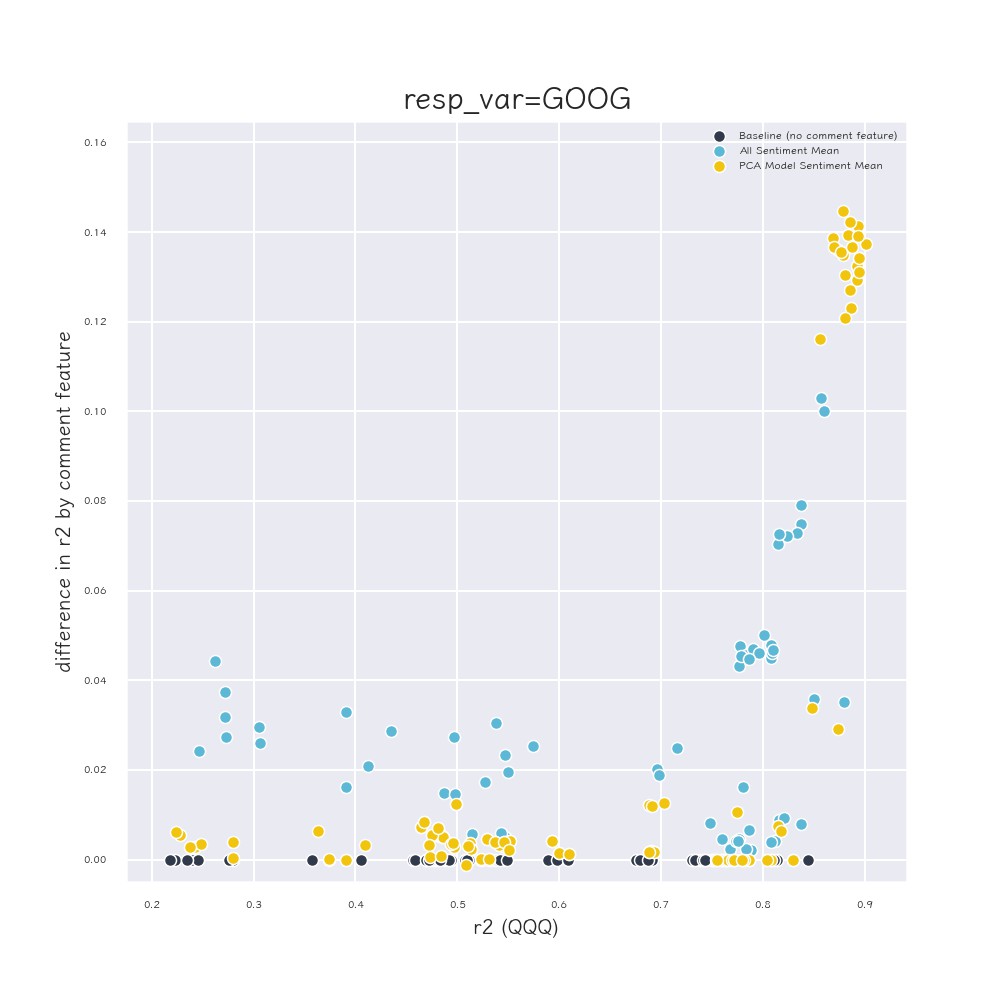 resp_var=GOOG
Baseline (no comment feature)
All Sentiment Mean
PCA Model Sentiment Mean
0.16
0.14
0.12
0.10
0.08
0.06
0.04
0.02
0.00
difference in r2 by comment feature
0.2 0.3 0.4 0.5 0.6 0.7 0.8 0.9
r2 (QQQ)